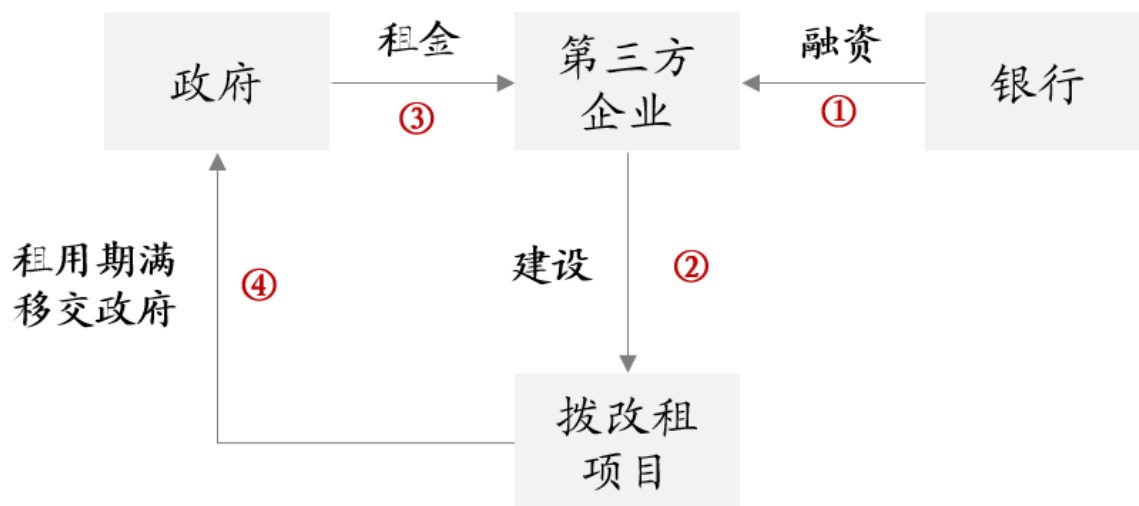 政府
租金
③
第三方
企业
融资
①
银行
租用期满
移交政府
④
建设
②
拨改租
项目